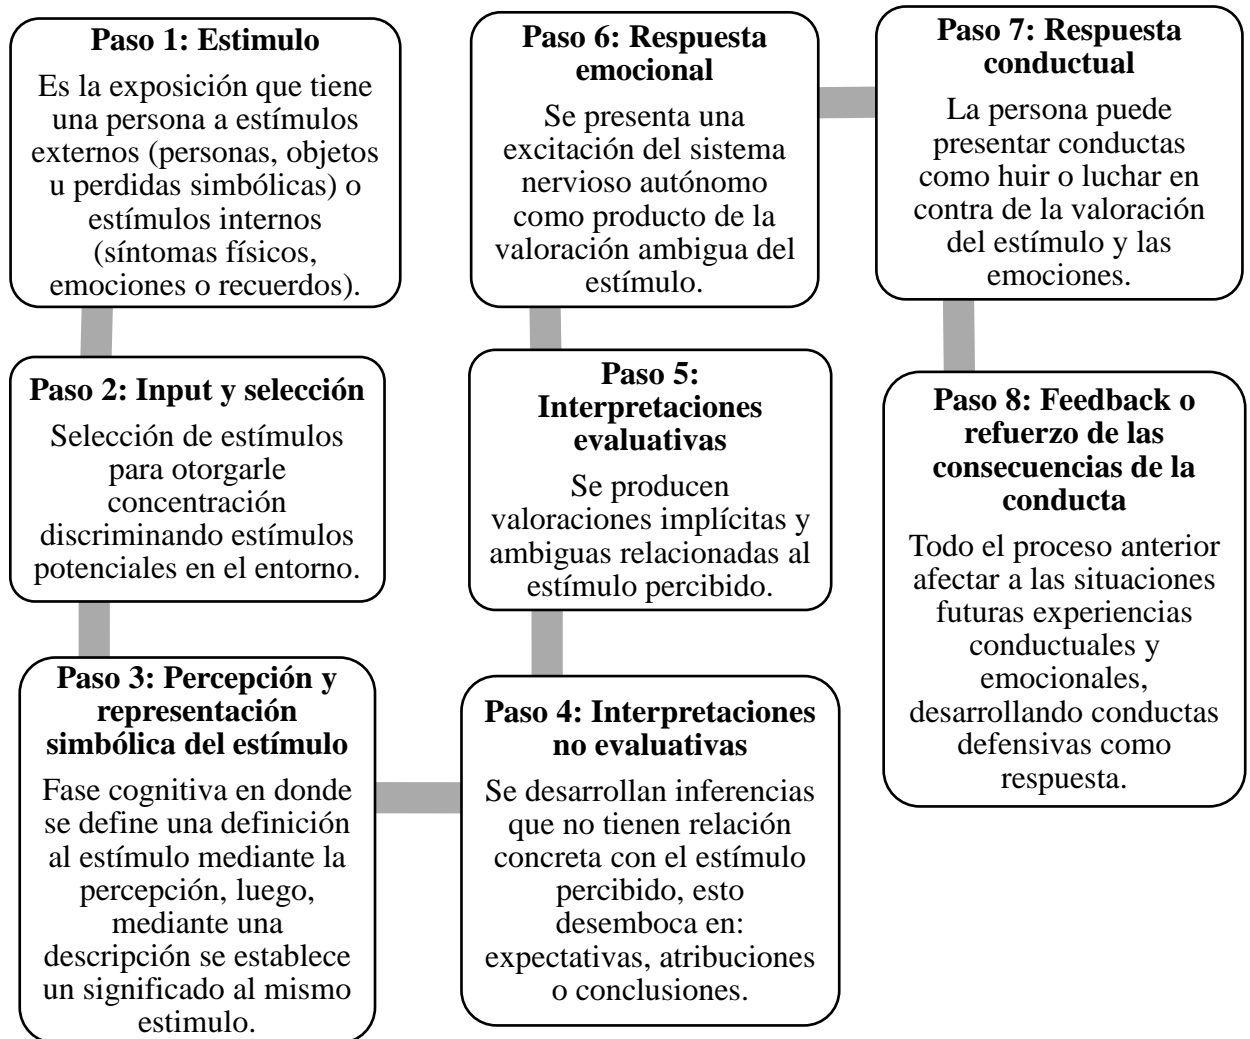 Paso 1: Estimulo
Es la exposición que tiene
una persona a estímulos
externos (personas, objetos
u perdidas simbólicas) o
estímulos internos
(síntomas físicos,
emociones o recuerdos).
Paso 2: Input y selección
Selección de estímulos
para otorgarle
concentración
discriminando estímulos
potenciales en el entorno.
Paso 3: Percepción y
representación
simbólica del estímulo
Fase cognitiva en donde
se define una definición
al estímulo mediante la
percepción, luego,
mediante una
descripción se establece
un significado al mismo
estimulo.
Paso 4: Interpretaciones
no evaluativas
Se desarrollan inferencias
que no tienen relación
concreta con el estímulo
percibido, esto
desemboca en:
expectativas, atribuciones
o conclusiones.
Paso 5:
Interpretaciones
evaluativas
Se producen
valoraciones implícitas y
ambiguas relacionadas al
estímulo percibido.
Paso 6: Respuesta
emocional
Se presenta una
excitación del sistema
nervioso autónomo
como producto de la
valoración ambigua del
estímulo.
Paso 7: Respuesta
conductual
La persona puede
presentar conductas
como huir o luchar en
contra de la valoración
del estímulo y las
emociones.
Paso 8: Feedback o
refuerzo de las
consecuencias de la
conducta
Todo el proceso anterior
afectar a las situaciones
futuras experiencias
conductuales y
emocionales,
desarrollando conductas
defensivas como
respuesta.